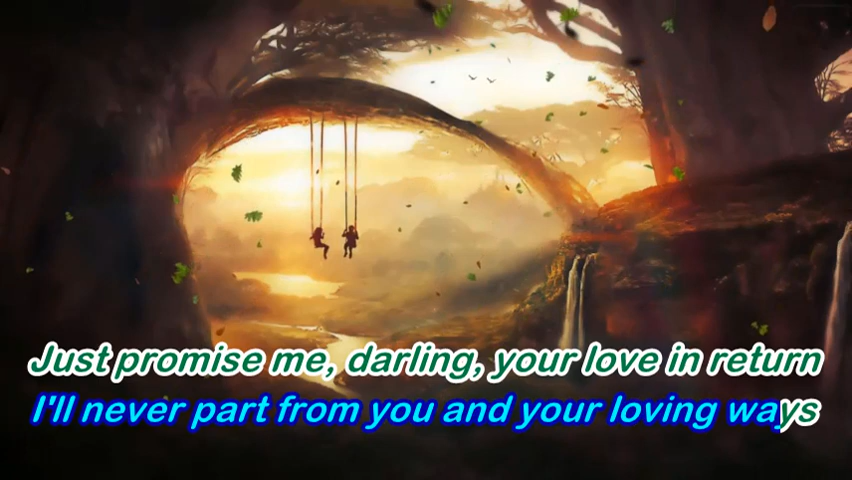 Just promise me, darling, your love in return
I'll never part from you and your loving ways